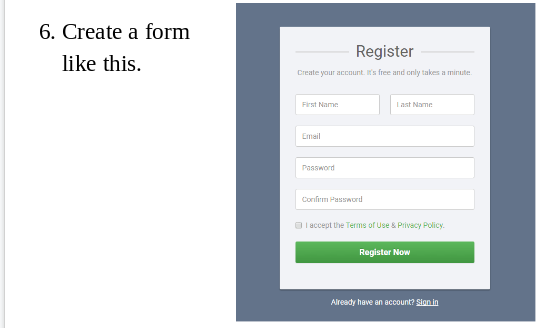 6. Create a form
like this.
Register
Create your account. It's free and only takes a minute.
First Name Last Name
Email
Password
Confirm Password
I accept the Terms of Use & Privacy Policy.
Register Now
Already have an account? Sign in